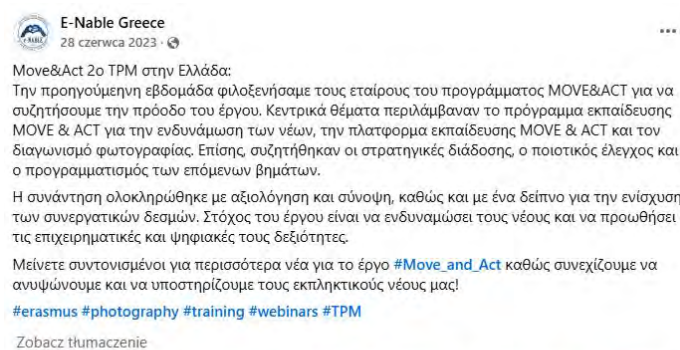 E-Nable Greece
28 czerwca 2023 ·
Move&Act 2ο TPM στην Ελλάδα:
Την προηγούμεηνη εβδομάδα φιλοξενήσαμε τους εταίρους του προγράμματος MOVE&ACT για να
συζητήσουμε την πρόοδο του έργου. Κεντρικά θέματα περιλάμβαναν το πρόγραμμα εκπαίδευσης
MOVE & ACT για την ενδυνάμωση των νέων, την πλατφορμα εκπαίδευσης MOVE & ACT και τον
διαγωνισμό φωτογραφίας. Επίσης, συζητήθηκαν οι στρατηγικές διάδοσης, ο ποιοτικός έλεγχος και
ο προγραμματισμός των επόμενων βημάτων.
Η συνάντηση ολοκληρώθηκε με αξιολόγηση και σύνοψη, καθώς και με ένα δείπνο για την ενίσχυση
των συνεργατικών δεσμών. Στόχος του έργου είναι να ενδυναμώσει τους νέους και να προωθήσει
τις επιχειρηματικές και ψηφιακές τους δεξιότητες.
Μείνετε συντονισμένοι για περισσότερα νέα για το έργο #Move_and_Act καθώς συνεχίζουμε να
ανυψώνουμε και να υποστηρίζουμε τους εκπληκτικούς νέους μας!
#erasmus #photography #training #webinars #TPM
Zobacz tłumaczenie